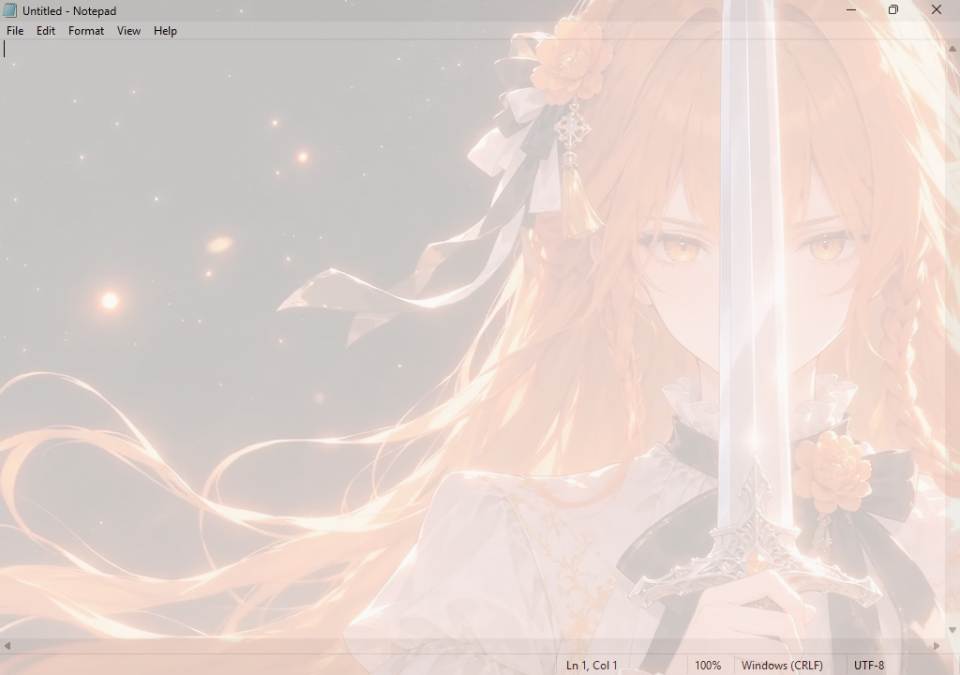 Untitled - Notepad
File Edit Format View Help
Ln 1, Col 1 100% Windows (CRLF) UTF-8